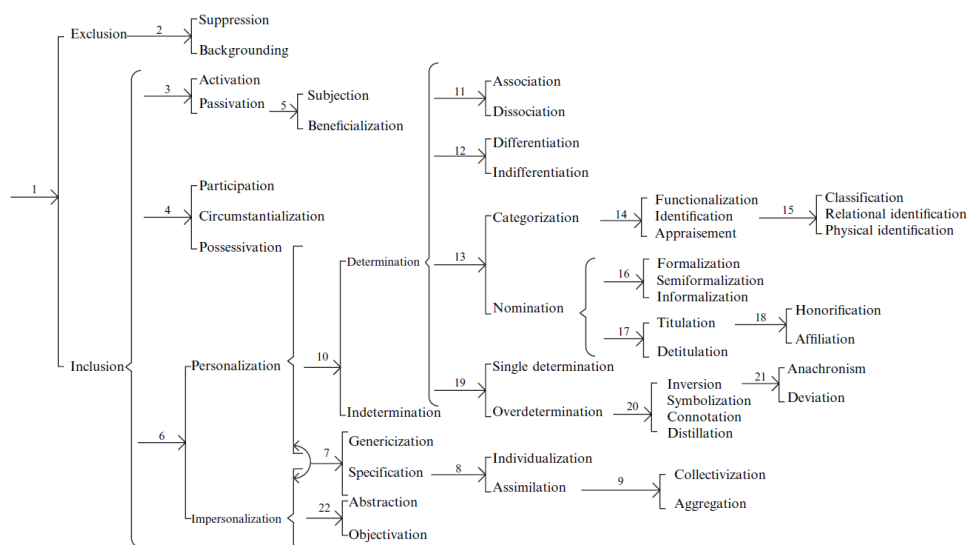 Suppression
Exclusion
2
Backgrounding
3
Activation
Passivation
5
Subjection
Beneficialization
11
Association
Dissociation
12
Differentiation
Indifferentiation
1
4
Participation
Circumstantialization
Possessivation
Determination
13
Categorization
14
Functionalization
Identification
Appraisement
15
Classification
Relational identification
Physical identification
Nomination
16
Formalization
Semiformalization
Informalization
17
Titulation
Detitulation
18
Honorification
Affiliation
Inclusion
6
Personalization
10
Indetermination
19
Single determination
Overdetermination
20
Inversion
Symbolization
Connotation
Distillation
21
Anachronism
Deviation
7
Genericization
Specification
8
Individualization
Assimilation
9
Collectivization
Aggregation
Impersonalization
22
Abstraction
Objectivation